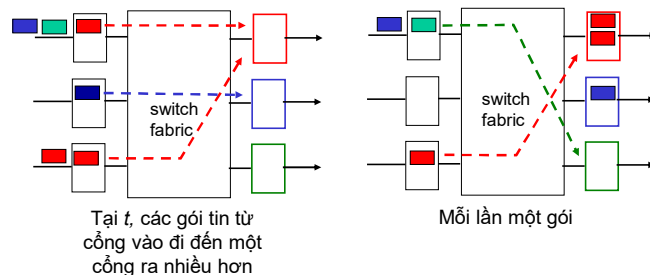 switch
fabric
switch
fabric
Tại t, các gói tin từ
cổng vào đi đến một
cổng ra nhiều hơn
Mỗi lần một gói